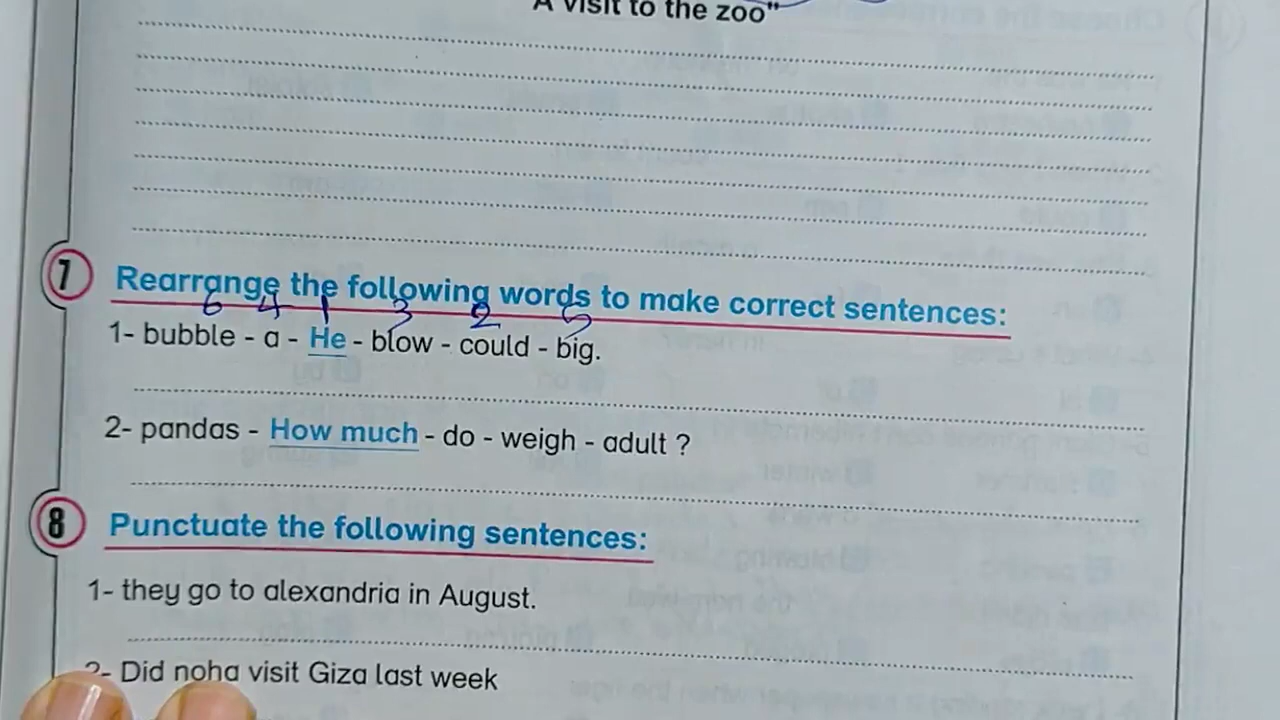 A visit to the zoo"
7 Rearrange the following words to make correct sentences:
6 4 1 3 2 5
1- bubble - a - He - blow - could - big.
2- pandas - How much - do - weigh - adult ?
8 Punctuate the following sentences:
1- they go to alexandria in August.
2- Did noha visit Giza last week